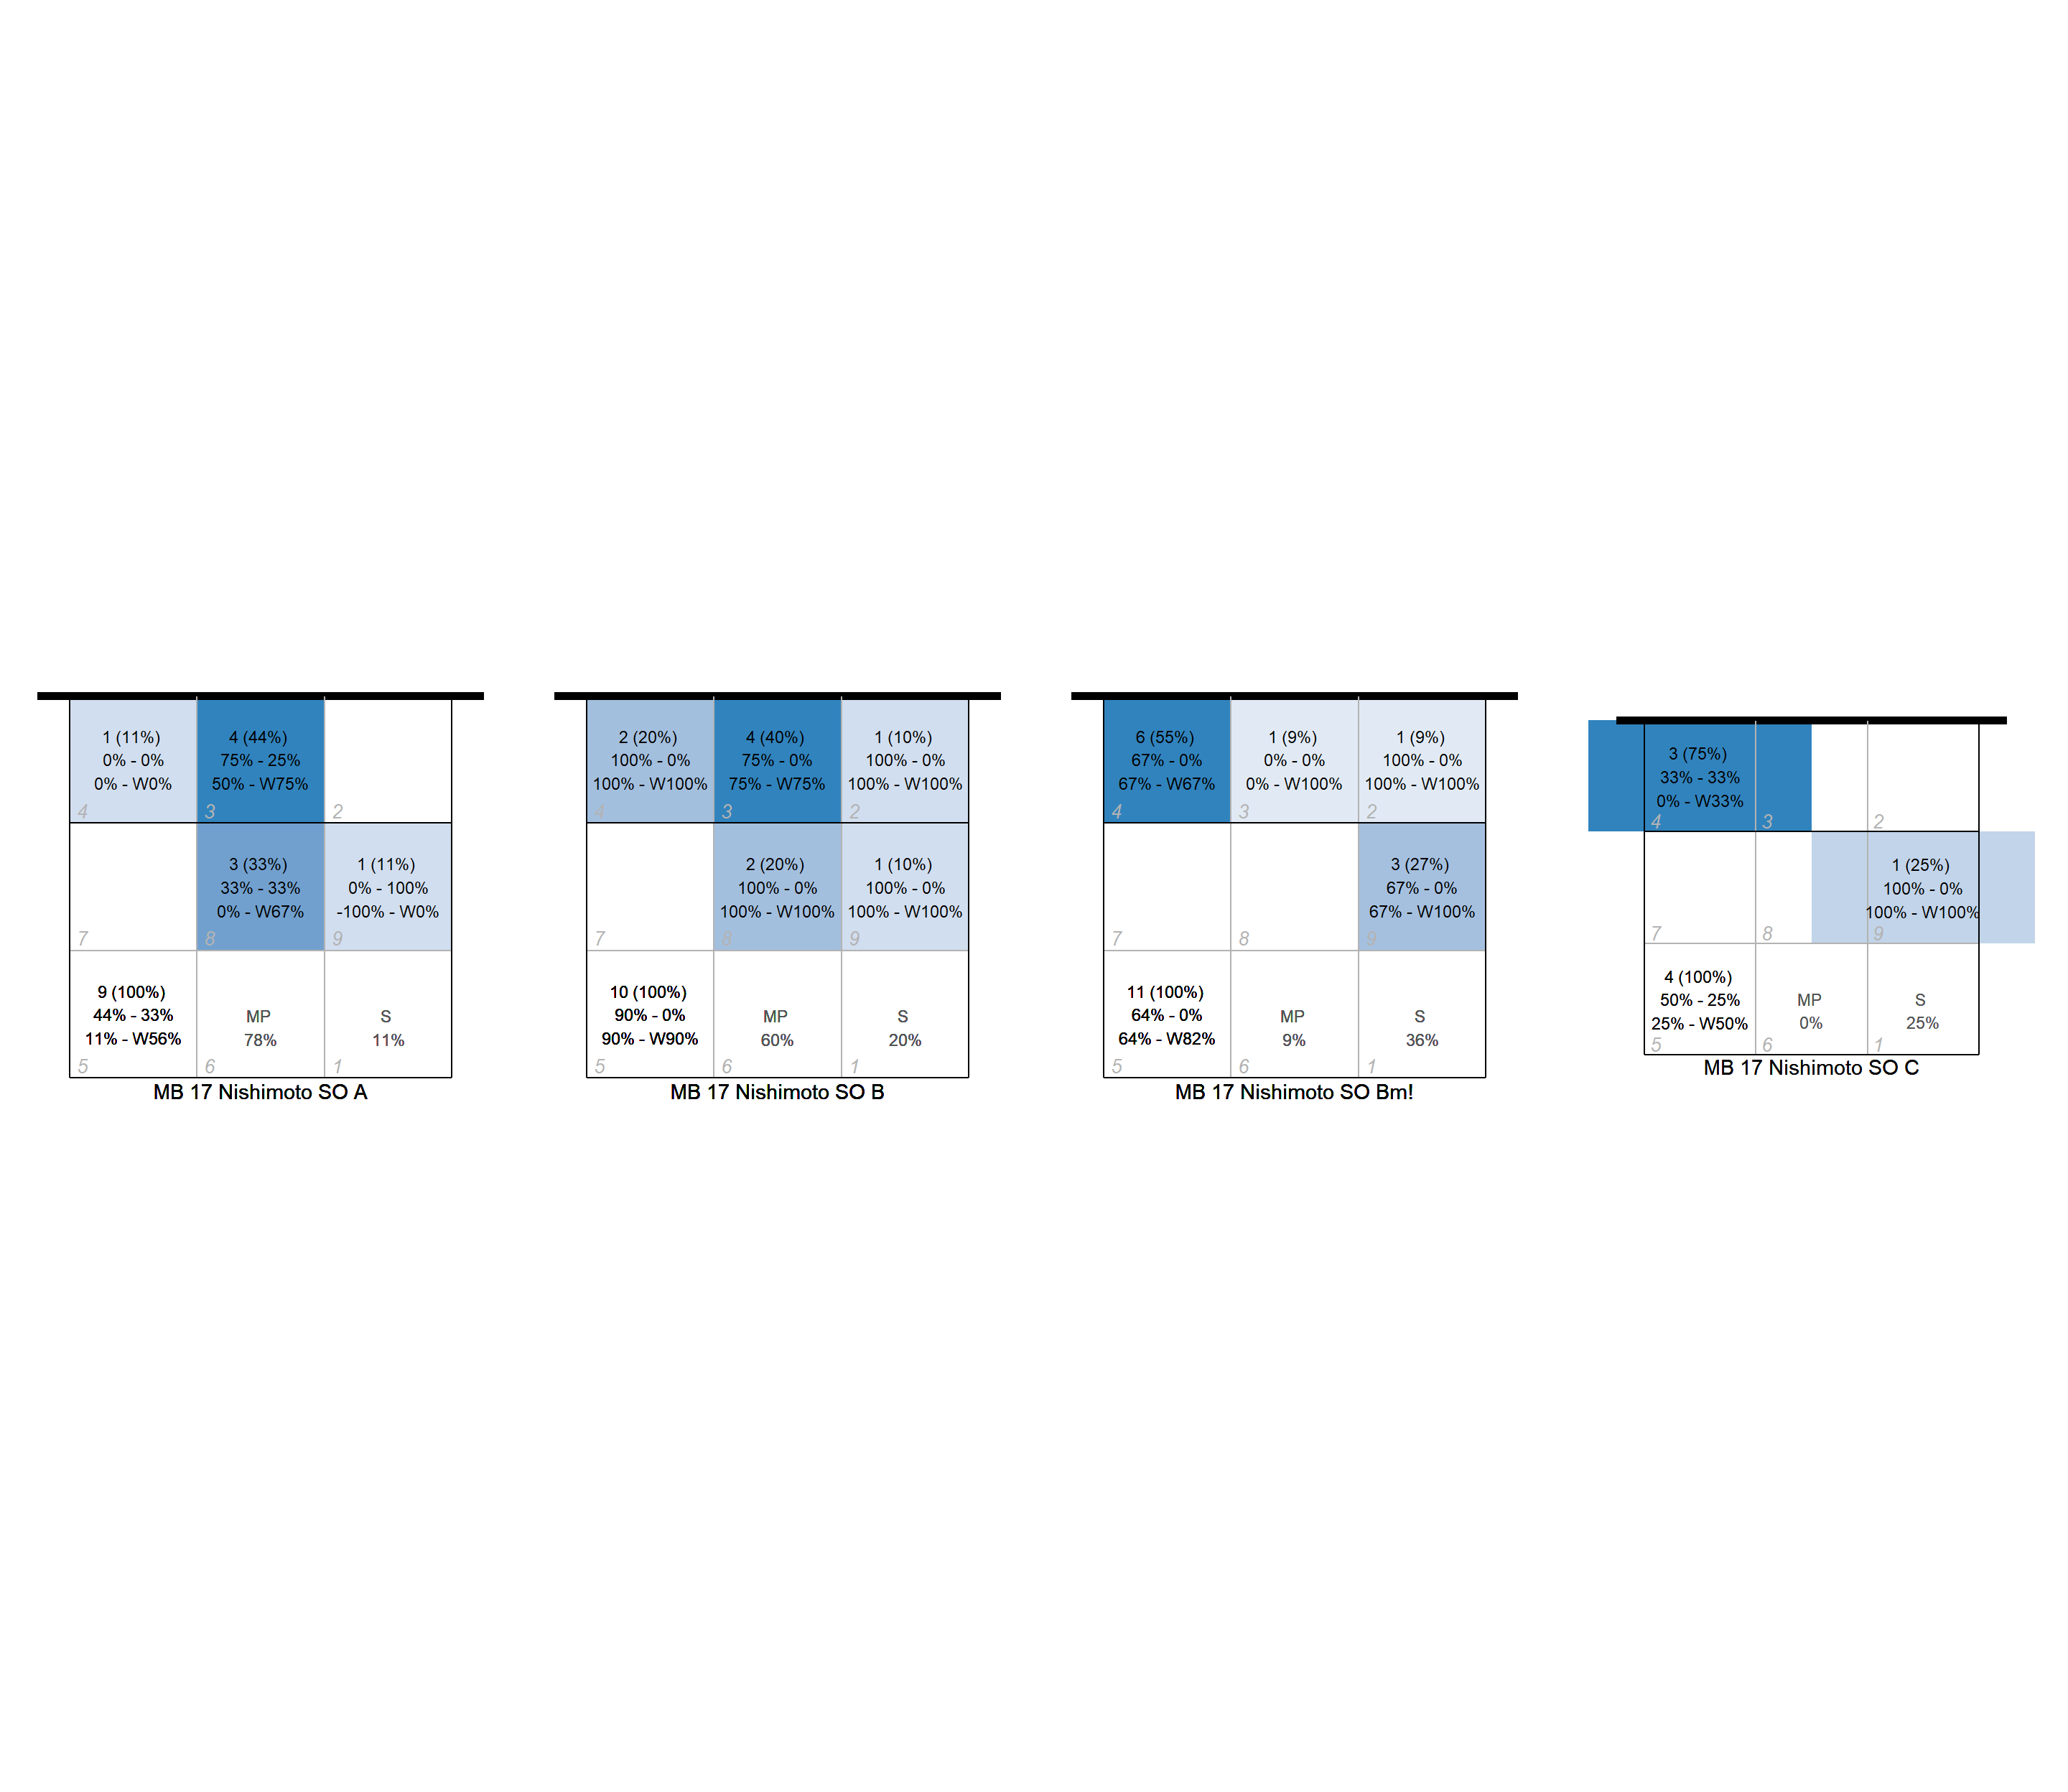 1 (11%)
0% - 0%
0% - W0%
4
4 (44%)
75% - 25%
50% - W75%
3
2
7
3 (33%)
33% - 33%
0% - W67%
8
1 (11%)
0% - 100%
-100% - W0%
9
9 (100%)
44% - 33%
11% - W56%
5
MP
78%
6
S
11%
1
MB 17 Nishimoto SO A
2 (20%)
100% - 0%
100% - W100%
4
4 (40%)
75% - 0%
75% - W75%
3
1 (10%)
100% - 0%
100% - W100%
2
7
2 (20%)
100% - 0%
100% - W100%
8
1 (10%)
100% - 0%
100% - W100%
9
10 (100%)
90% - 0%
90% - W90%
5
MP
60%
6
S
20%
1
MB 17 Nishimoto SO B
6 (55%)
67% - 0%
67% - W67%
4
1 (9%)
0% - 0%
0% - W100%
3
1 (9%)
100% - 0%
100% - W100%
2
7
8
3 (27%)
67% - 0%
67% - W100%
9
11 (100%)
64% - 0%
64% - W82%
5
MP
9%
6
S
36%
1
MB 17 Nishimoto SO Bm!
3 (75%)
33% - 33%
0% - W33%
4
3
2
7
8
1 (25%)
100% - 0%
100% - W100%
9
4 (100%)
50% - 25%
25% - W50%
5
MP
0%
6
S
25%
1
MB 17 Nishimoto SO C